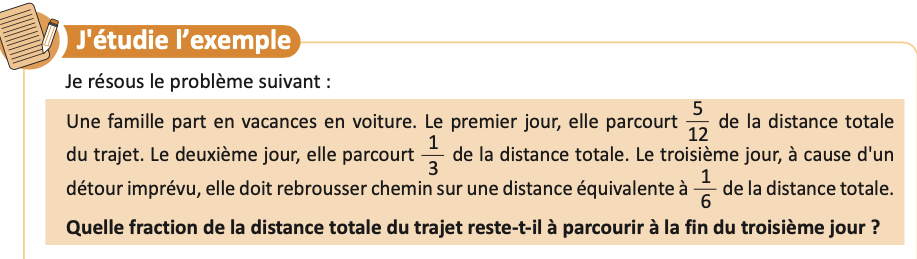 J'étudie l'exemple
Je résous le problème suivant :
Une famille part en vacances en voiture. Le premier jour, elle parcourt 5/12 de la distance totale
du trajet. Le deuxième jour, elle parcourt 1/3 de la distance totale. Le troisième jour, à cause d'un
détour imprévu, elle doit rebrousser chemin sur une distance équivalente à 1/6 de la distance totale.
Quelle fraction de la distance totale du trajet reste-t-il à parcourir à la fin du troisième jour ?